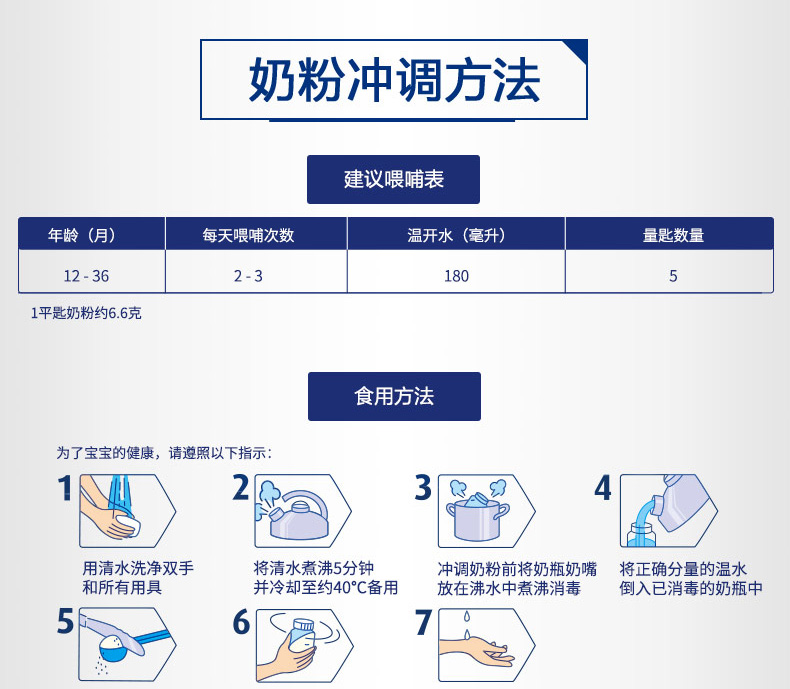 奶粉冲调方法
建议喂哺表
年龄（月） 每天喂哺次数 温开水（毫升） 量匙数量
12 - 36 2 - 3 180 5
1平匙奶粉约6.6克
食用方法
为了宝宝的健康，请遵照以下指示：
1 2 3 4
用清水洗净双手 将清水煮沸5分钟 冲调奶粉前将奶瓶奶嘴 将正确分量的温水
和所有用具 并冷却至约40°C备用 放在沸水中煮沸消毒 倒入已消毒的奶瓶中
5 6 7